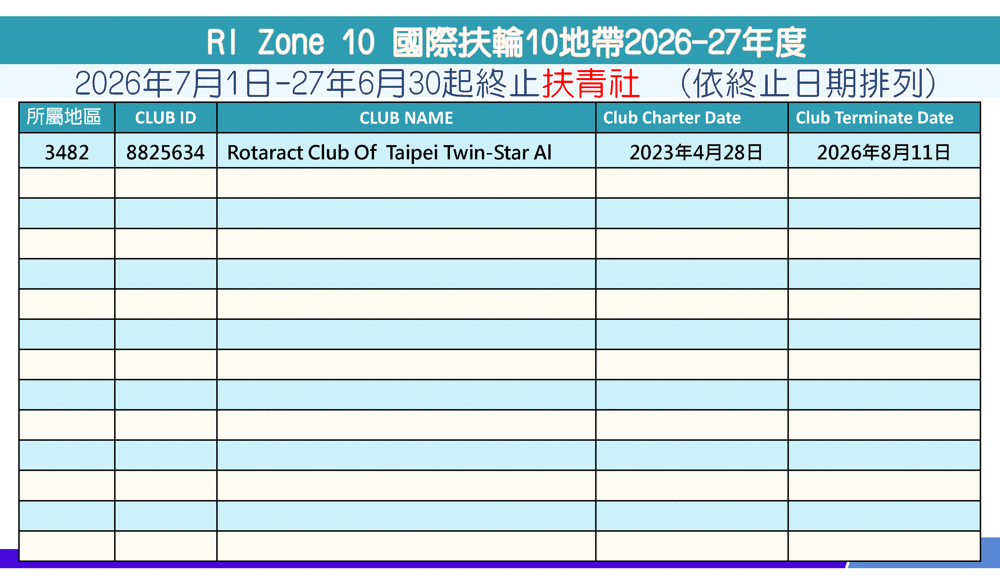 RI Zone 10 國際扶輪10地帶2026-27年度
2026年7月1日-27年6月30起終止扶青社 (依終止日期排列)
所屬地區 CLUB ID CLUB NAME Club Charter Date Club Terminate Date
3482 8825634 Rotaract Club Of Taipei Twin-Star Al 2023年4月28日 2026年8月11日